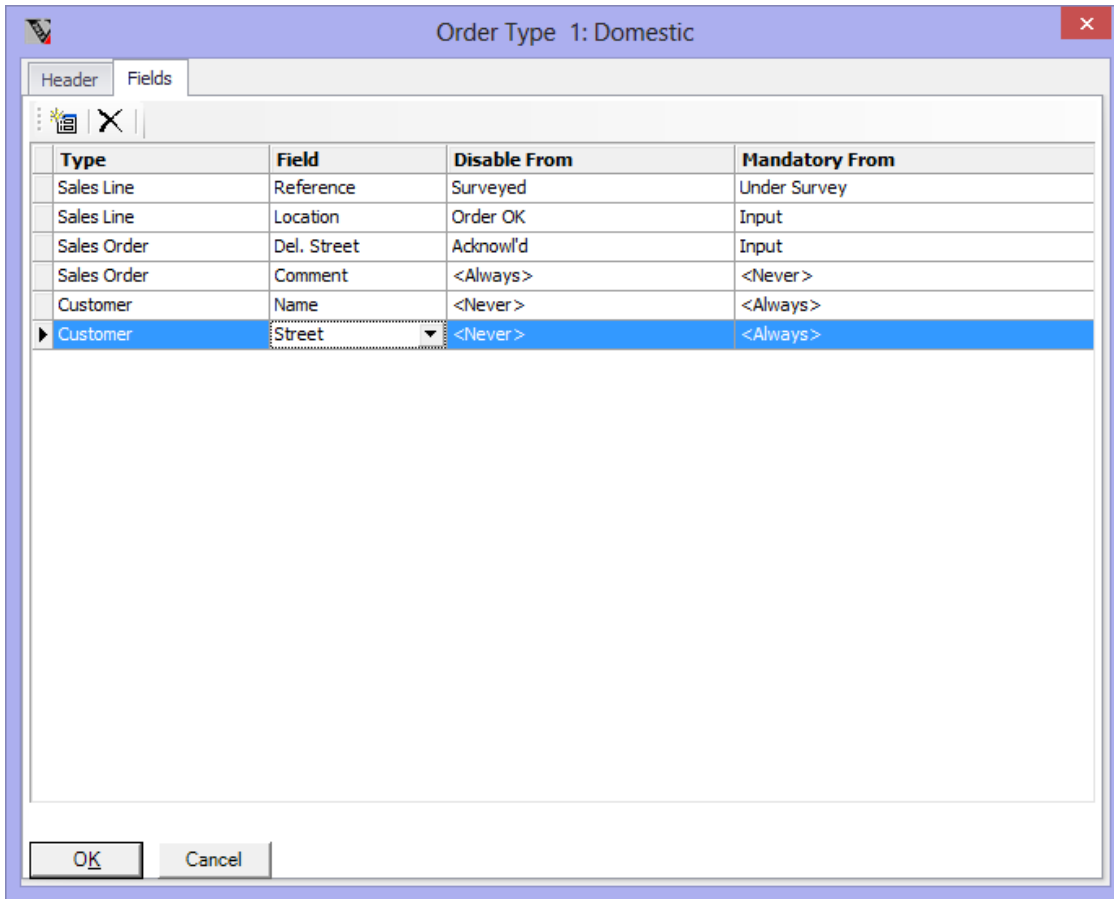 Order Type 1: Domestic
Header Fields
Type Field Disable From Mandatory From
Sales Line Reference Surveyed Under Survey
Sales Line Location Order OK Input
Sales Order Del. Street Acknowl'd Input
Sales Order Comment <Always> <Never>
Customer Name <Never> <Always>
Customer Street <Never> <Always>
OK Cancel